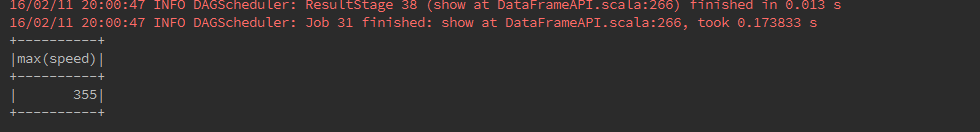 16/02/11 20:00:47 INFO DAGScheduler: ResultStage 38 (show at DataFrameAPI.scala:266) finished in 0.013 s
16/02/11 20:00:47 INFO DAGScheduler: Job 31 finished: show at DataFrameAPI.scala:266, took 0.173833 s
+----------+
|max(speed)|
+----------+
|       355|
+----------+